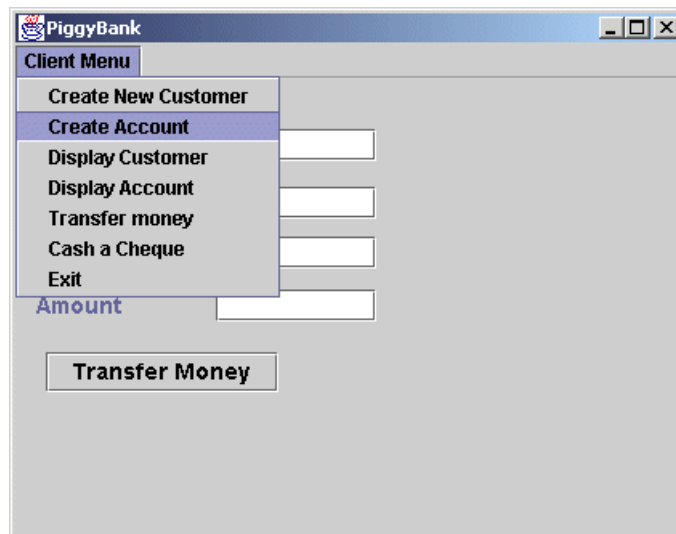 PiggyBank
Client Menu
Create New Customer
Create Account
Display Customer
Display Account
Transfer money
Cash a Cheque
Exit
Amount
Transfer Money